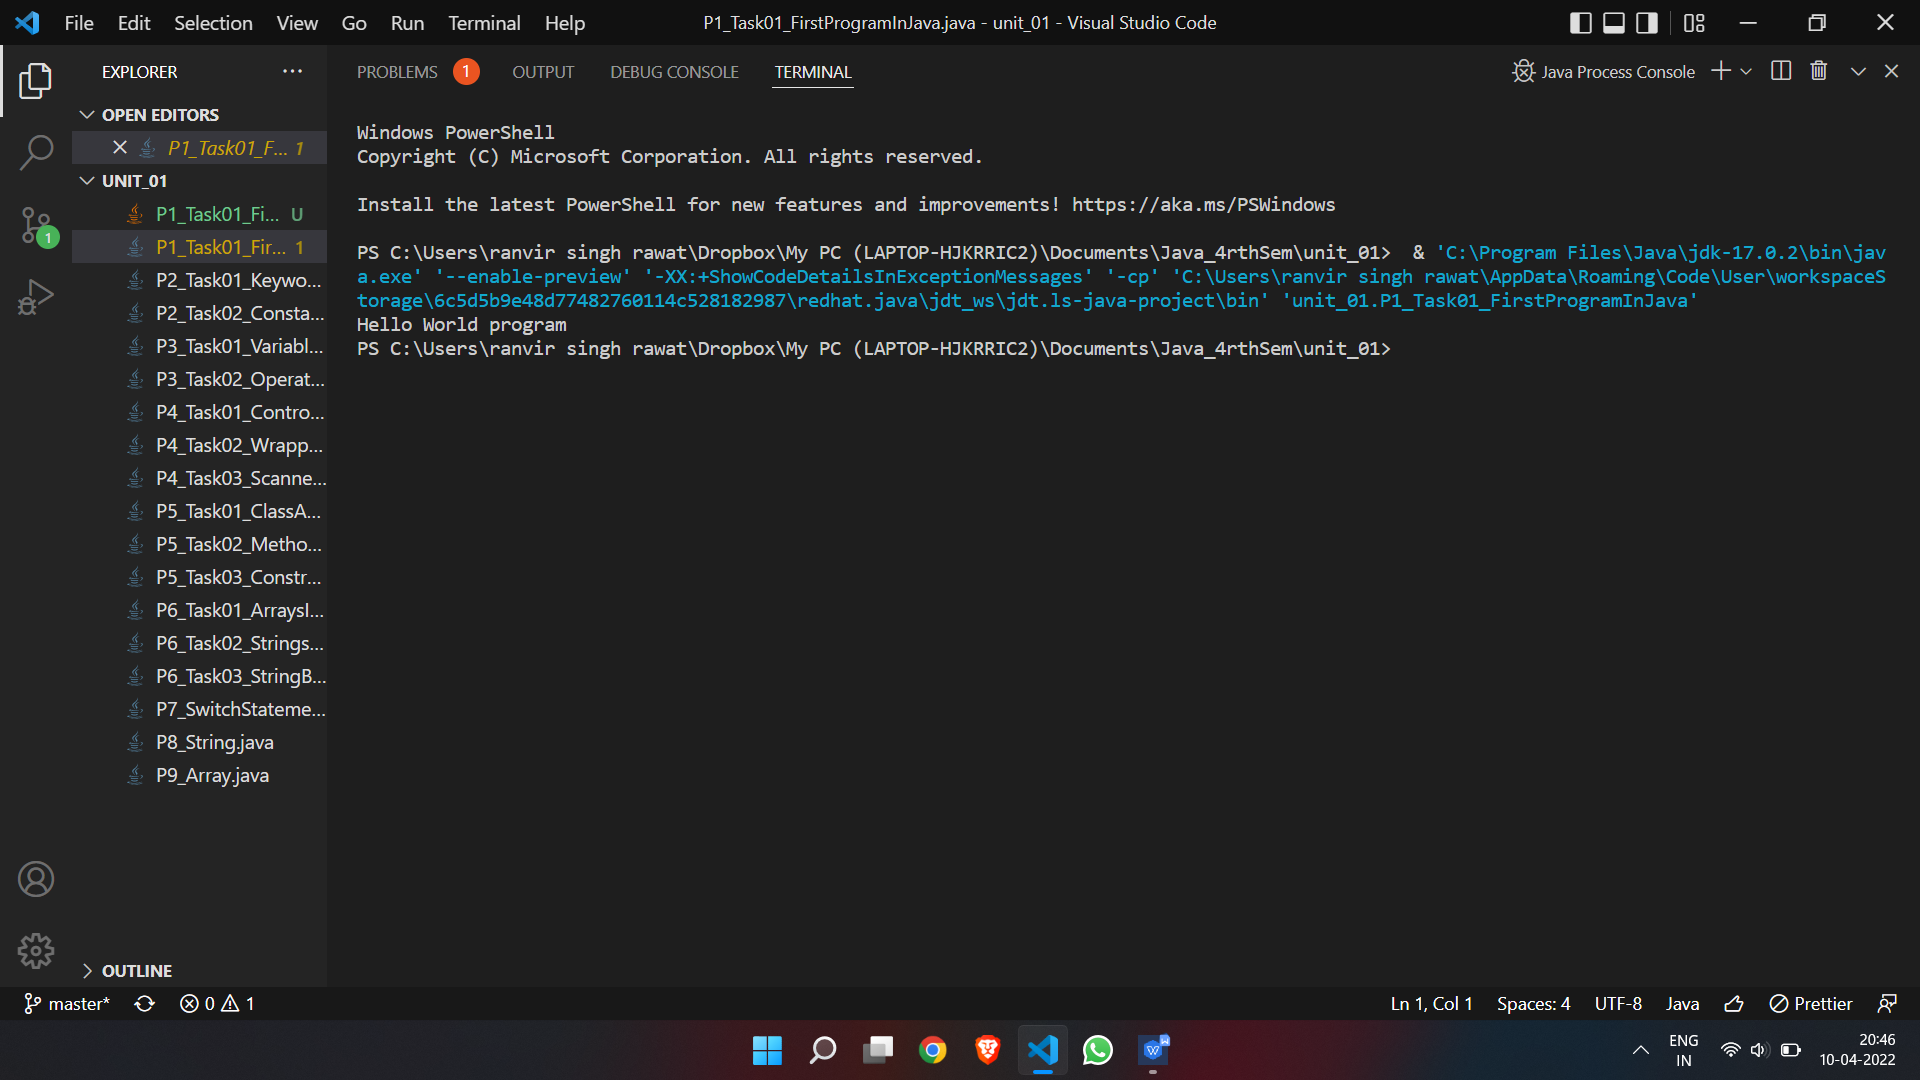 File Edit Selection View Go Run Terminal Help P1_Task01_FirstProgramInJava.java - unit_01 - Visual Studio Code
EXPLORER
OPEN EDITORS
P1_Task01_F... 1
UNIT_01
P1_Task01_Fi... U
P1_Task01_Fir... 1
P2_Task01_Keywo...
P2_Task02_Consta...
P3_Task01_Variabl...
P3_Task02_Operat...
P4_Task01_Contro...
P4_Task02_Wrapp...
P4_Task03_Scanne...
P5_Task01_ClassA...
P5_Task02_Metho...
P5_Task03_Constr...
P6_Task01_ArraysI...
P6_Task02_Strings...
P6_Task03_StringB...
P7_SwitchStateme...
P8_String.java
P9_Array.java
OUTLINE
1
PROBLEMS 1 OUTPUT DEBUG CONSOLE TERMINAL Java Process Console
Windows PowerShell
Copyright (C) Microsoft Corporation. All rights reserved.
Install the latest PowerShell for new features and improvements! https://aka.ms/PSWindows
PS C:\Users\ranvir singh rawat\Dropbox\My PC (LAPTOP-HJKRRIC2)\Documents\Java_4rthSem\unit_01>  & 'C:\Program Files\Java\jdk-17.0.2\bin\jav
a.exe' '--enable-preview' '-XX:+ShowCodeDetailsInExceptionMessages' '-cp' 'C:\Users\ranvir singh rawat\AppData\Roaming\Code\User\workspaceS
torage\6c5d5b9e48d77482760114c528182987\redhat.java\jdt_ws\jdt.ls-java-project\bin' 'unit_01.P1_Task01_FirstProgramInJava'
Hello World program
PS C:\Users\ranvir singh rawat\Dropbox\My PC (LAPTOP-HJKRRIC2)\Documents\Java_4rthSem\unit_01>
master* 0 1 Ln 1, Col 1 Spaces: 4 UTF-8 Java Prettier
W
W
ENG
IN
20:46
10-04-2022